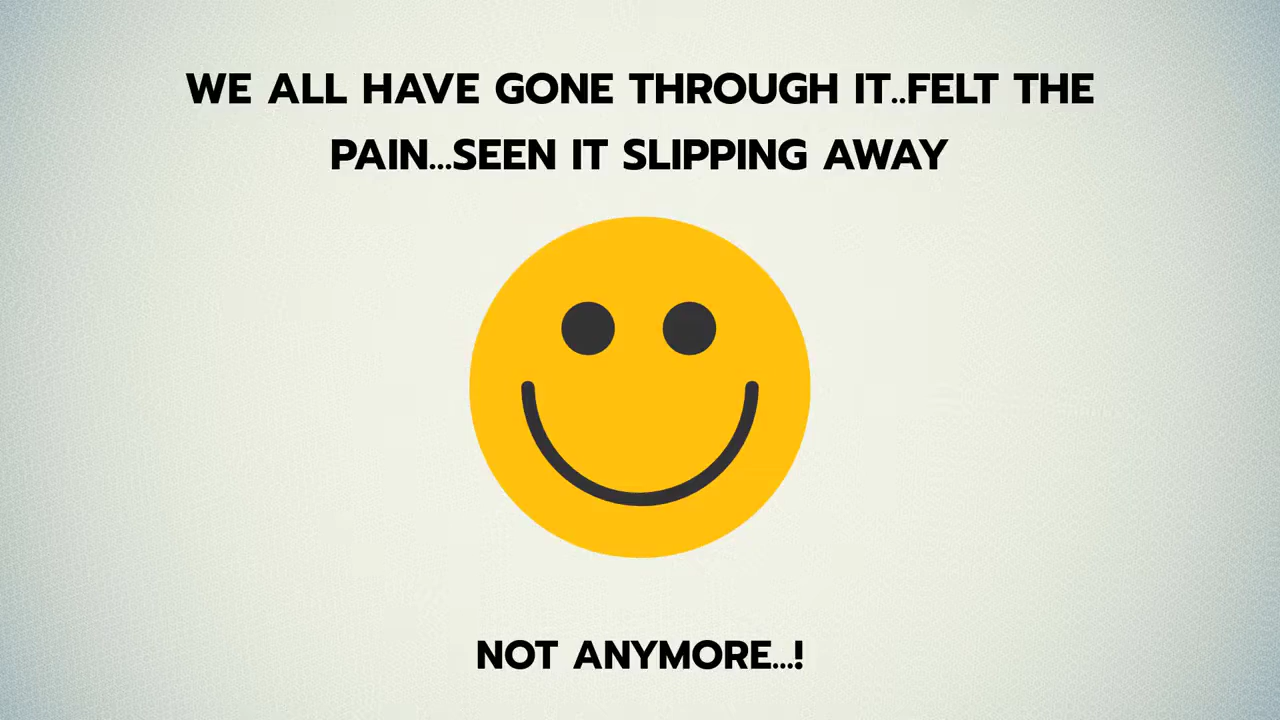 WE ALL HAVE GONE THROUGH IT..FELT THE
PAIN...SEEN IT SLIPPING AWAY
NOT ANYMORE...!